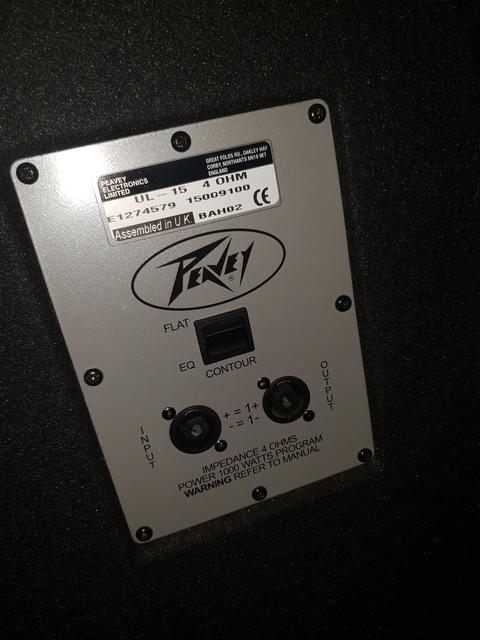 PEAVEY
ELECTRONICS
LIMITED
GREAT FOLDS RD., OAKLEY HAY
CORBY, NORTHANTS NN18 9ET
ENGLAND
UL-15 4 OHM
E1274579 15009100
Assembled in U.K. BAH02 CE
PEAVEY®
FLAT
EQ
CONTOUR
INPUT
+ = 1+
- = 1-
OUTPUT
IMPEDANCE 4 OHMS
POWER 1000 WATTS PROGRAM
WARNING REFER TO MANUAL